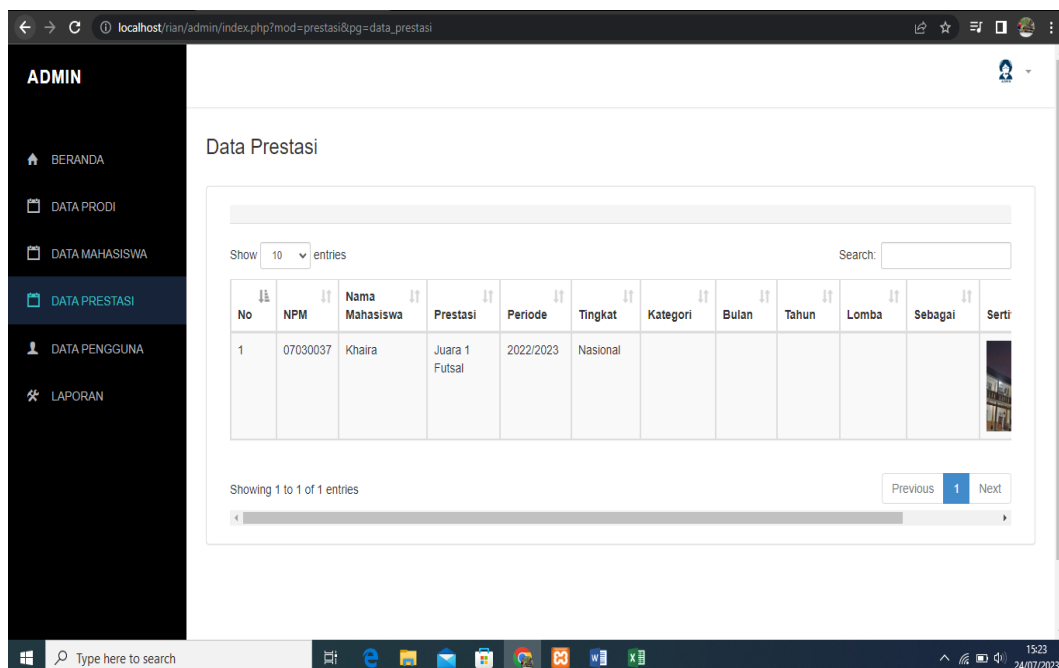 localhost/rian/admin/index.php?mod=prestasi&pg=data_prestasi
ADMIN
BERANDA
DATA PRODI
DATA MAHASISWA
DATA PRESTASI
DATA PENGGUNA
LAPORAN
Data Prestasi
Show 10 entries
Search:
No NPM Nama Mahasiswa Prestasi Periode Tingkat Kategori Bulan Tahun Lomba Sebagai Serti
1 07030037 Khaira Juara 1 Futsal 2022/2023 Nasional
Showing 1 to 1 of 1 entries
Previous 1 Next
Type here to search
15:23
24/07/2023